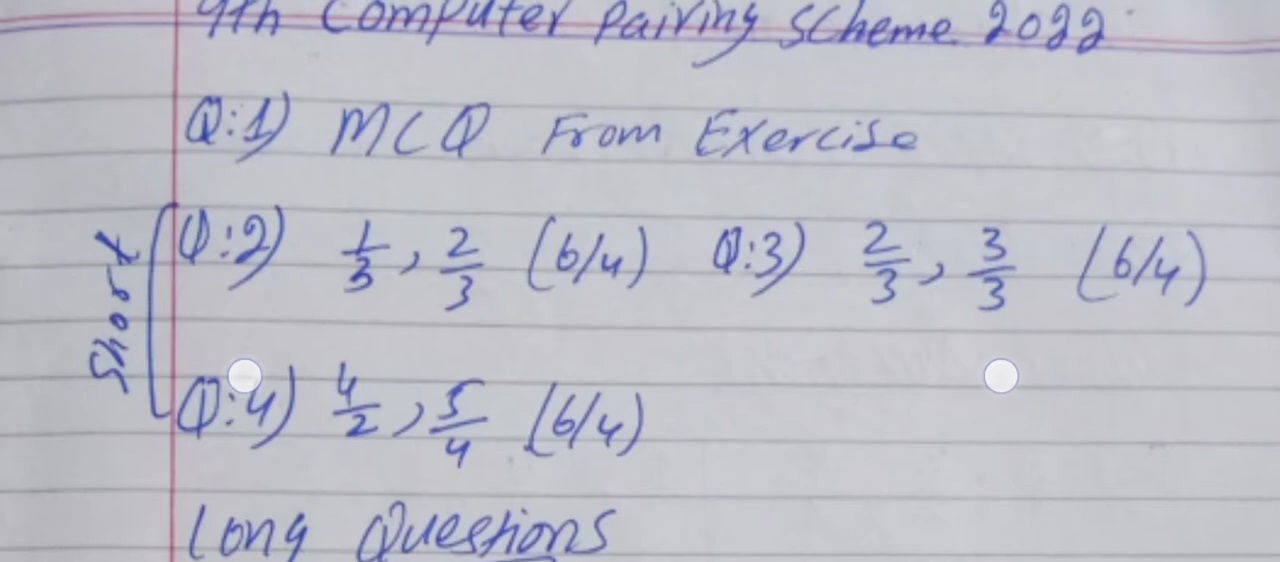 9th Computer Pairing Scheme 2022
Q:1) MCQ From Exercise
Short
Q:2) 1/3, 2/3 (6/4) Q:3) 2/3, 3/3 (6/4)
Q:4) 4/2, 5/4 (6/4)
Long Questions